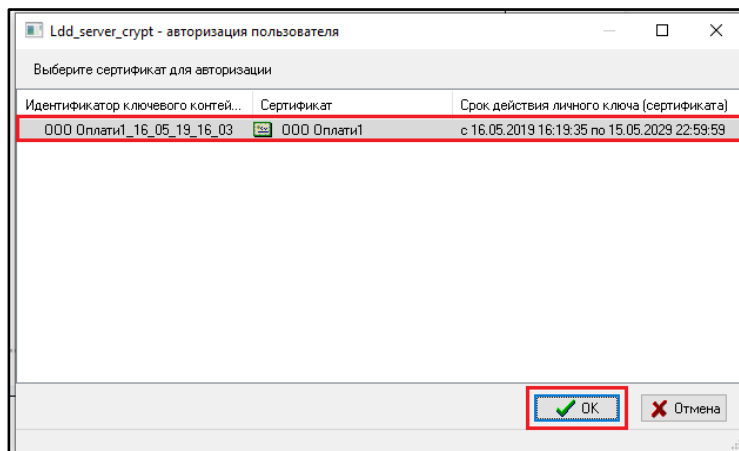 Ldd_server_crypt - авторизация пользователя
Выберите сертификат для авторизации
Идентификатор ключевого контей... Сертификат Срок действия личного ключа (сертификата)
ООО Оплати1_16_05_19_16_03 ООО Оплати1 с 16.05.2019 16:19:35 по 15.05.2029 22:59:59
OK Отмена